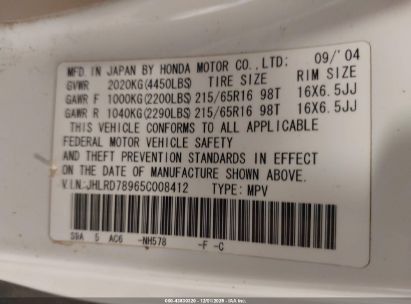 MFD. IN JAPAN BY HONDA MOTOR CO., LTD: 09/'04
GVWR 2020KG(4450LBS) TIRE SIZE RIM SIZE
GAWR F 1000KG(2200LBS) 215/65R16 98T 16X6.5JJ
GAWR R 1040KG(2290LBS) 215/65R16 98T 16X6.5JJ
THIS VEHICLE CONFORMS TO ALL APPLICABLE
FEDERAL MOTOR VEHICLE SAFETY
AND THEFT PREVENTION STANDARDS IN EFFECT
ON THE DATE OF MANUFACTURE SHOWN ABOVE.
V.I.N.:JHLRD78965C008412 TYPE: MPV
S9A 5 AC6 -NH578 -F -C